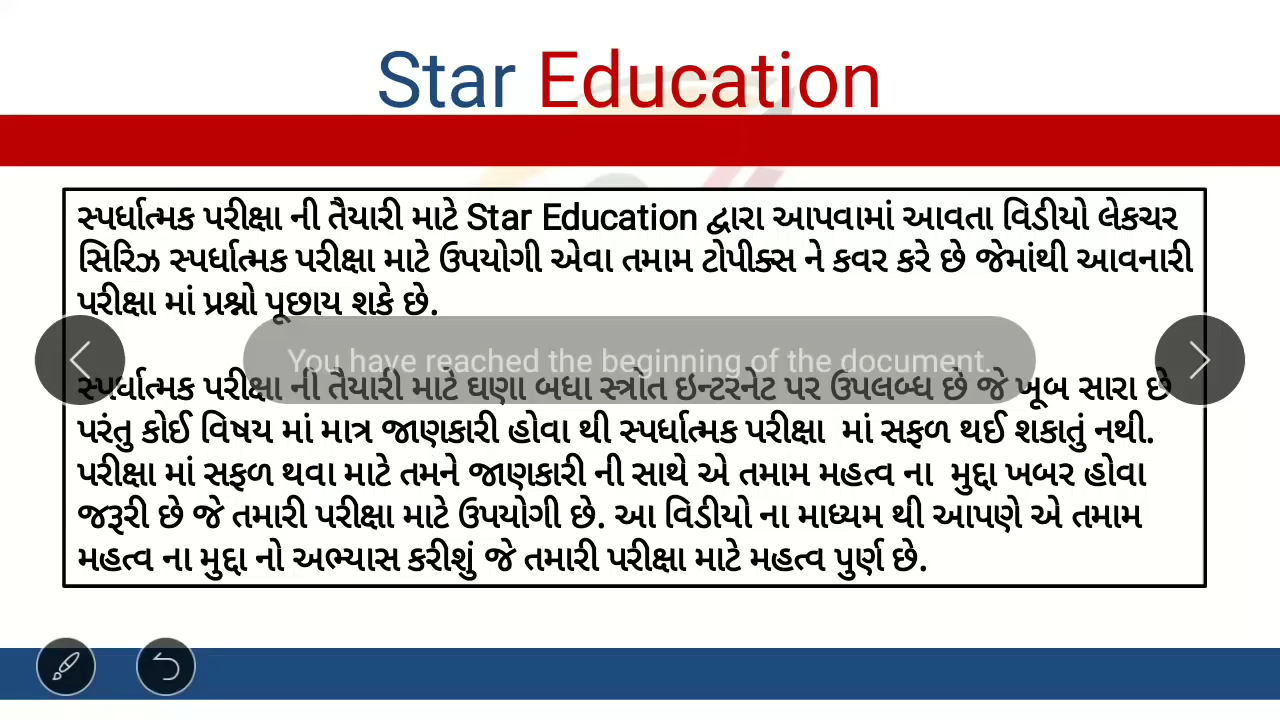 Star Education
સ્પર્ધાત્મક પરીક્ષા ની તૈયારી માટે Star Education દ્વારા આપવામાં આવતા વિડીયો લેકચર
સિરિઝ સ્પર્ધાત્મક પરીક્ષા માટે ઉપયોગી એવા તમામ ટોપીક્સ ને કવર કરે છે જેમાંથી આવનારી
પરીક્ષા માં પ્રશ્નો પૂછાય શકે છે.
You have reached the beginning of the document.
સ્પર્ધાત્મક પરીક્ષા ની તૈયારી માટે ઘણા બધા સ્ત્રોત ઇન્ટરનેટ પર ઉપલબ્ધ છે જે ખૂબ સારા છે
પરંતુ કોઈ વિષય માં માત્ર જાણકારી હોવા થી સ્પર્ધાત્મક પરીક્ષા માં સફળ થઈ શકાતું નથી.
પરીક્ષા માં સફળ થવા માટે તમને જાણકારી ની સાથે એ તમામ મહત્વ ના મુદ્દા ખબર હોવા
જરૂરી છે જે તમારી પરીક્ષા માટે ઉપયોગી છે. આ વિડીયો ના માધ્યમ થી આપણે એ તમામ
મહત્વ ના મુદ્દા નો અભ્યાસ કરીશું જે તમારી પરીક્ષા માટે મહત્વ પુર્ણ છે.